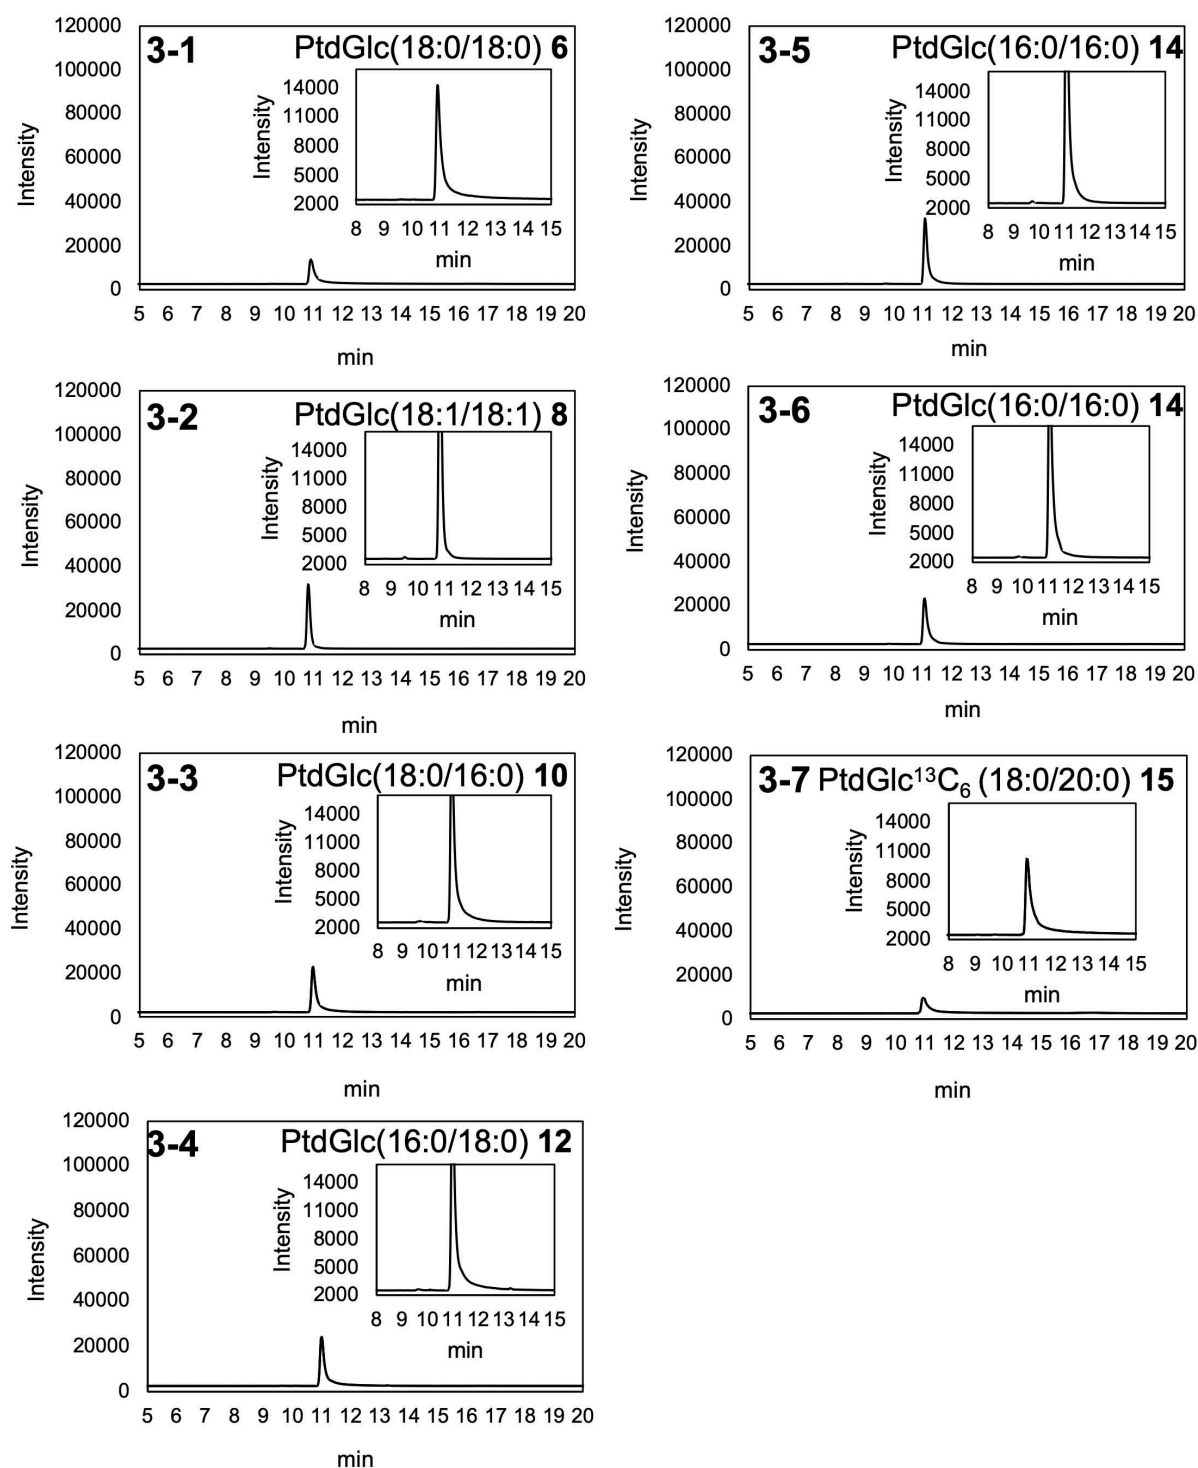 3-1 PtdGlc(18:0/18:0) 6
Intensity
120000
100000
80000
60000
40000
20000
0
5 6 7 8 9 10 11 12 13 14 15 16 17 18 19 20
min
Intensity
14000
11000
8000
5000
2000
8 9 10 11 12 13 14 15
min
3-5 PtdGlc(16:0/16:0) 14
Intensity
120000
100000
80000
60000
40000
20000
0
5 6 7 8 9 10 11 12 13 14 15 16 17 18 19 20
min
Intensity
14000
11000
8000
5000
2000
8 9 10 11 12 13 14 15
min
3-2 PtdGlc(18:1/18:1) 8
Intensity
120000
100000
80000
60000
40000
20000
0
5 6 7 8 9 10 11 12 13 14 15 16 17 18 19 20
min
Intensity
14000
11000
8000
5000
2000
8 9 10 11 12 13 14 15
min
3-6 PtdGlc(16:0/16:0) 14
Intensity
120000
100000
80000
60000
40000
20000
0
5 6 7 8 9 10 11 12 13 14 15 16 17 18 19 20
min
Intensity
14000
11000
8000
5000
2000
8 9 10 11 12 13 14 15
min
3-3 PtdGlc(18:0/16:0) 10
Intensity
120000
100000
80000
60000
40000
20000
0
5 6 7 8 9 10 11 12 13 14 15 16 17 18 19 20
min
Intensity
14000
11000
8000
5000
2000
8 9 10 11 12 13 14 15
min
3-7 PtdGlc¹³C₆ (18:0/20:0) 15
Intensity
120000
100000
80000
60000
40000
20000
0
5 6 7 8 9 10 11 12 13 14 15 16 17 18 19 20
min
Intensity
14000
11000
8000
5000
2000
8 9 10 11 12 13 14 15
min
3-4 PtdGlc(16:0/18:0) 12
Intensity
120000
100000
80000
60000
40000
20000
0
5 6 7 8 9 10 11 12 13 14 15 16 17 18 19 20
min
Intensity
14000
11000
8000
5000
2000
8 9 10 11 12 13 14 15
min